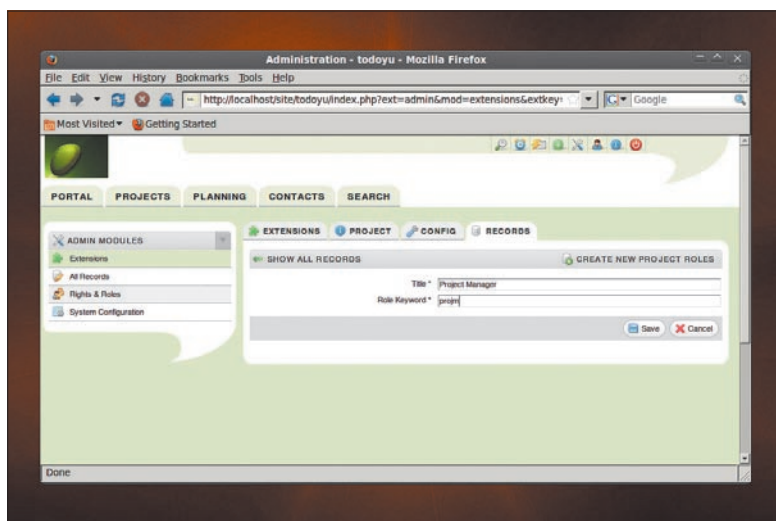 Administration - todoyu - Mozilla Firefox
File Edit View History Bookmarks Tools Help
http://localhost/site/todoyu/index.php?ext=admin&mod=extensions&extkey=
Google
Most Visited Getting Started
PORTAL PROJECTS PLANNING CONTACTS SEARCH
EXTENSIONS PROJECT CONFIG RECORDS
ADMIN MODULES
Extensions
All Records
Rights & Roles
System Configuration
SHOW ALL RECORDS CREATE NEW PROJECT ROLES
Title * Project Manager
Role Keyword * projm
Save Cancel
Done